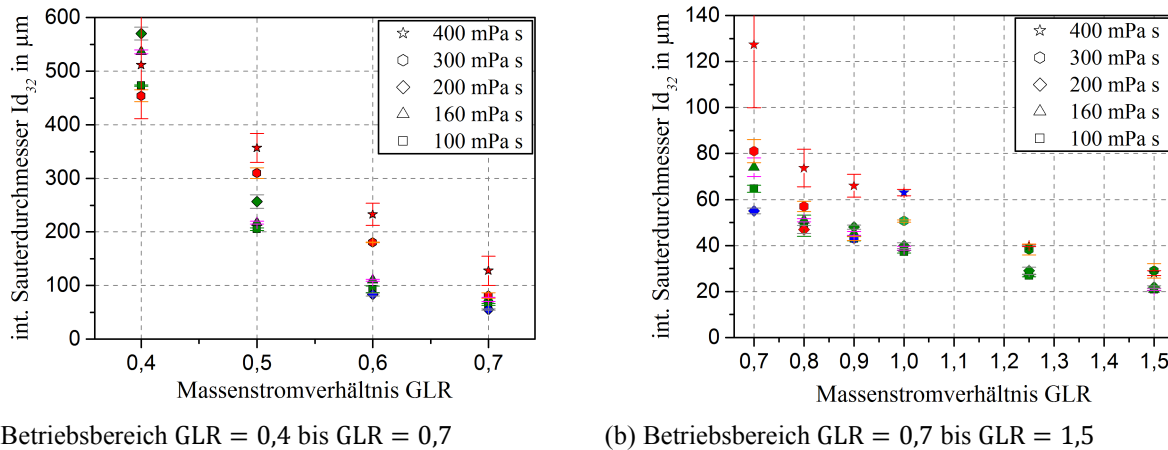 int. Sauterdurchmesser Id32 in µm
600
500
400
300
200
100
0
400 mPa s
300 mPa s
200 mPa s
160 mPa s
100 mPa s
0,4
0,5
0,6
0,7
Massenstromverhältnis GLR
Betriebsbereich GLR = 0,4 bis GLR = 0,7
int. Sauterdurchmesser Id32 in µm
140
120
100
80
60
40
20
0
400 mPa s
300 mPa s
200 mPa s
160 mPa s
100 mPa s
0,7
0,8
0,9
1,0
1,1
1,2
1,3
1,4
1,5
Massenstromverhältnis GLR
(b) Betriebsbereich GLR = 0,7 bis GLR = 1,5